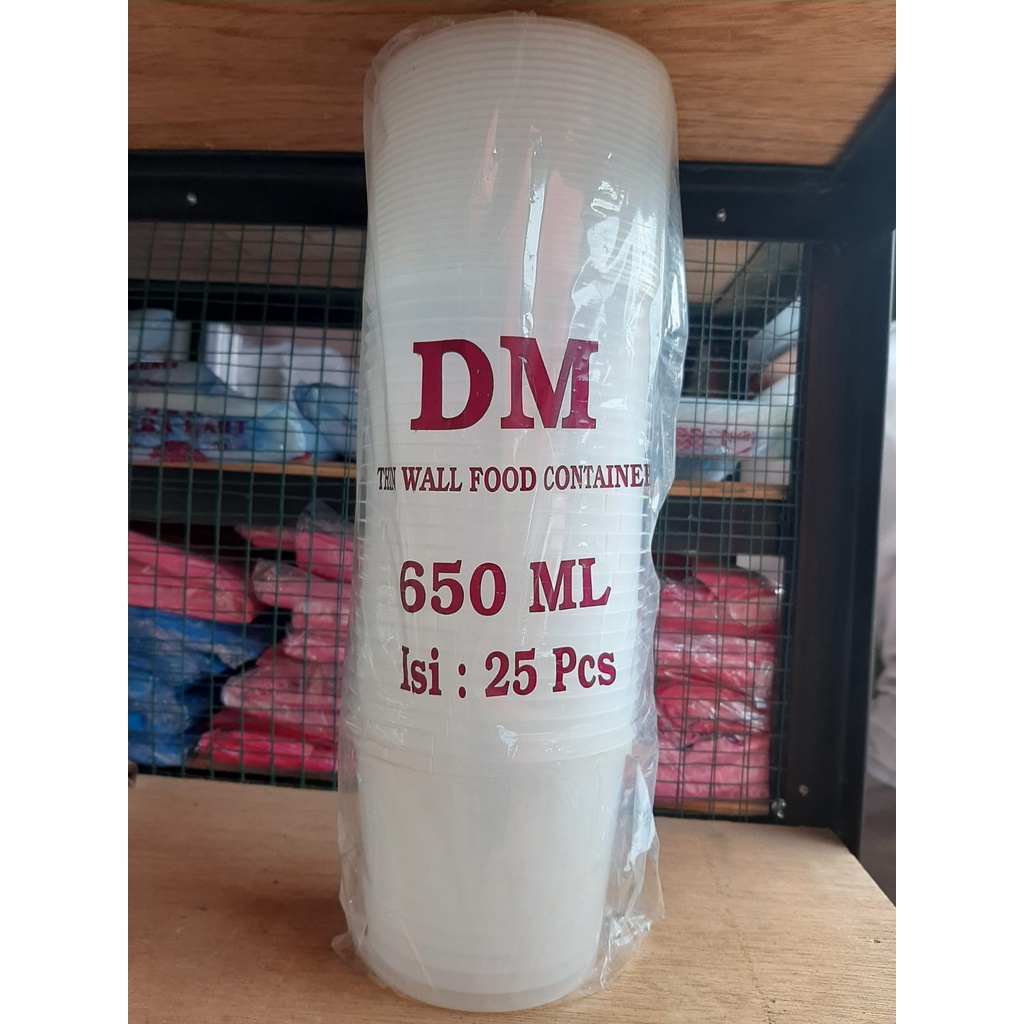 DM
THIN WALL FOOD CONTAINER
650 ML
Isi : 25 Pcs